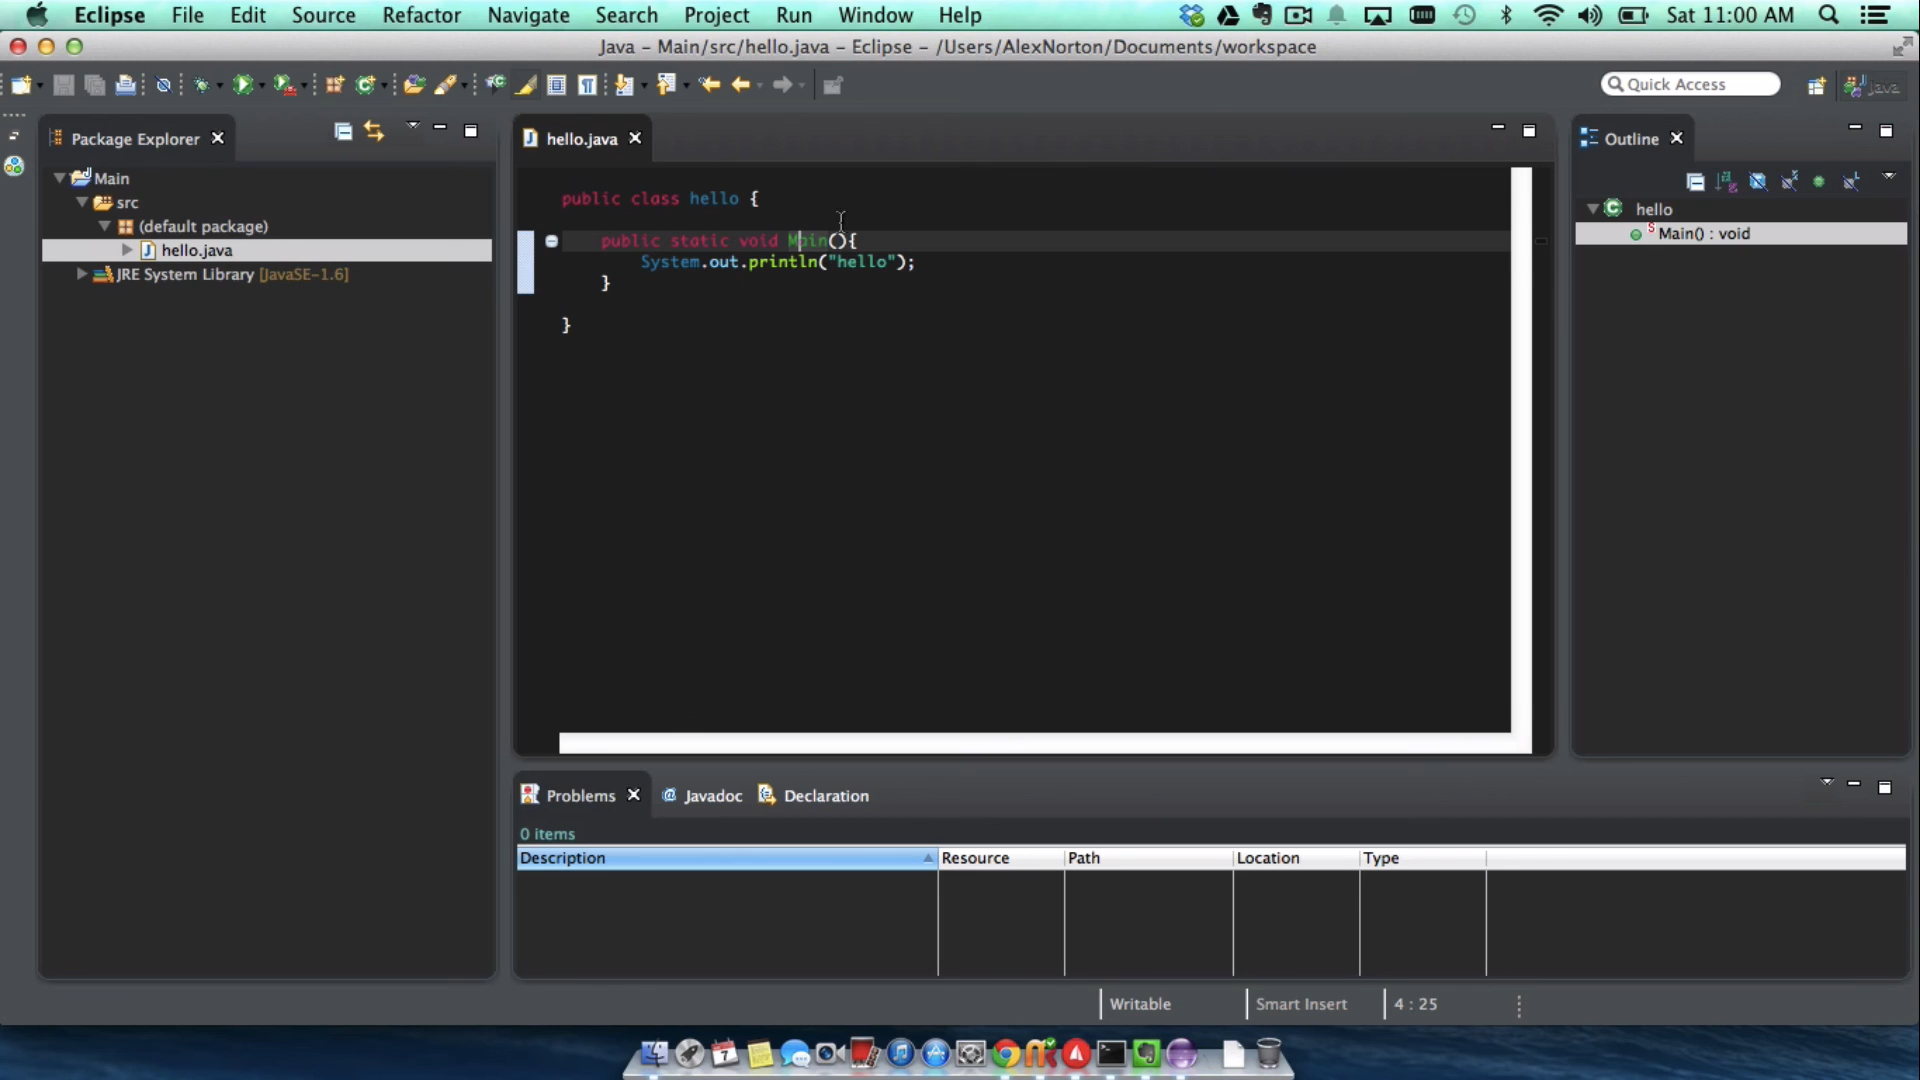 Eclipse File Edit Source Refactor Navigate Search Project Run Window Help Sat 11:00 AM
Java - Main/src/hello.java - Eclipse - /Users/AlexNorton/Documents/workspace
Quick Access
Java
Package Explorer
Main
src
(default package)
hello.java
JRE System Library [JavaSE-1.6]
hello.java
public class hello {
public static void Main(){
System.out.println("hello");
}
}
Outline
hello
Main() : void
Problems Javadoc Declaration
0 items
Description Resource Path Location Type
Writable Smart Insert 4 : 25
7